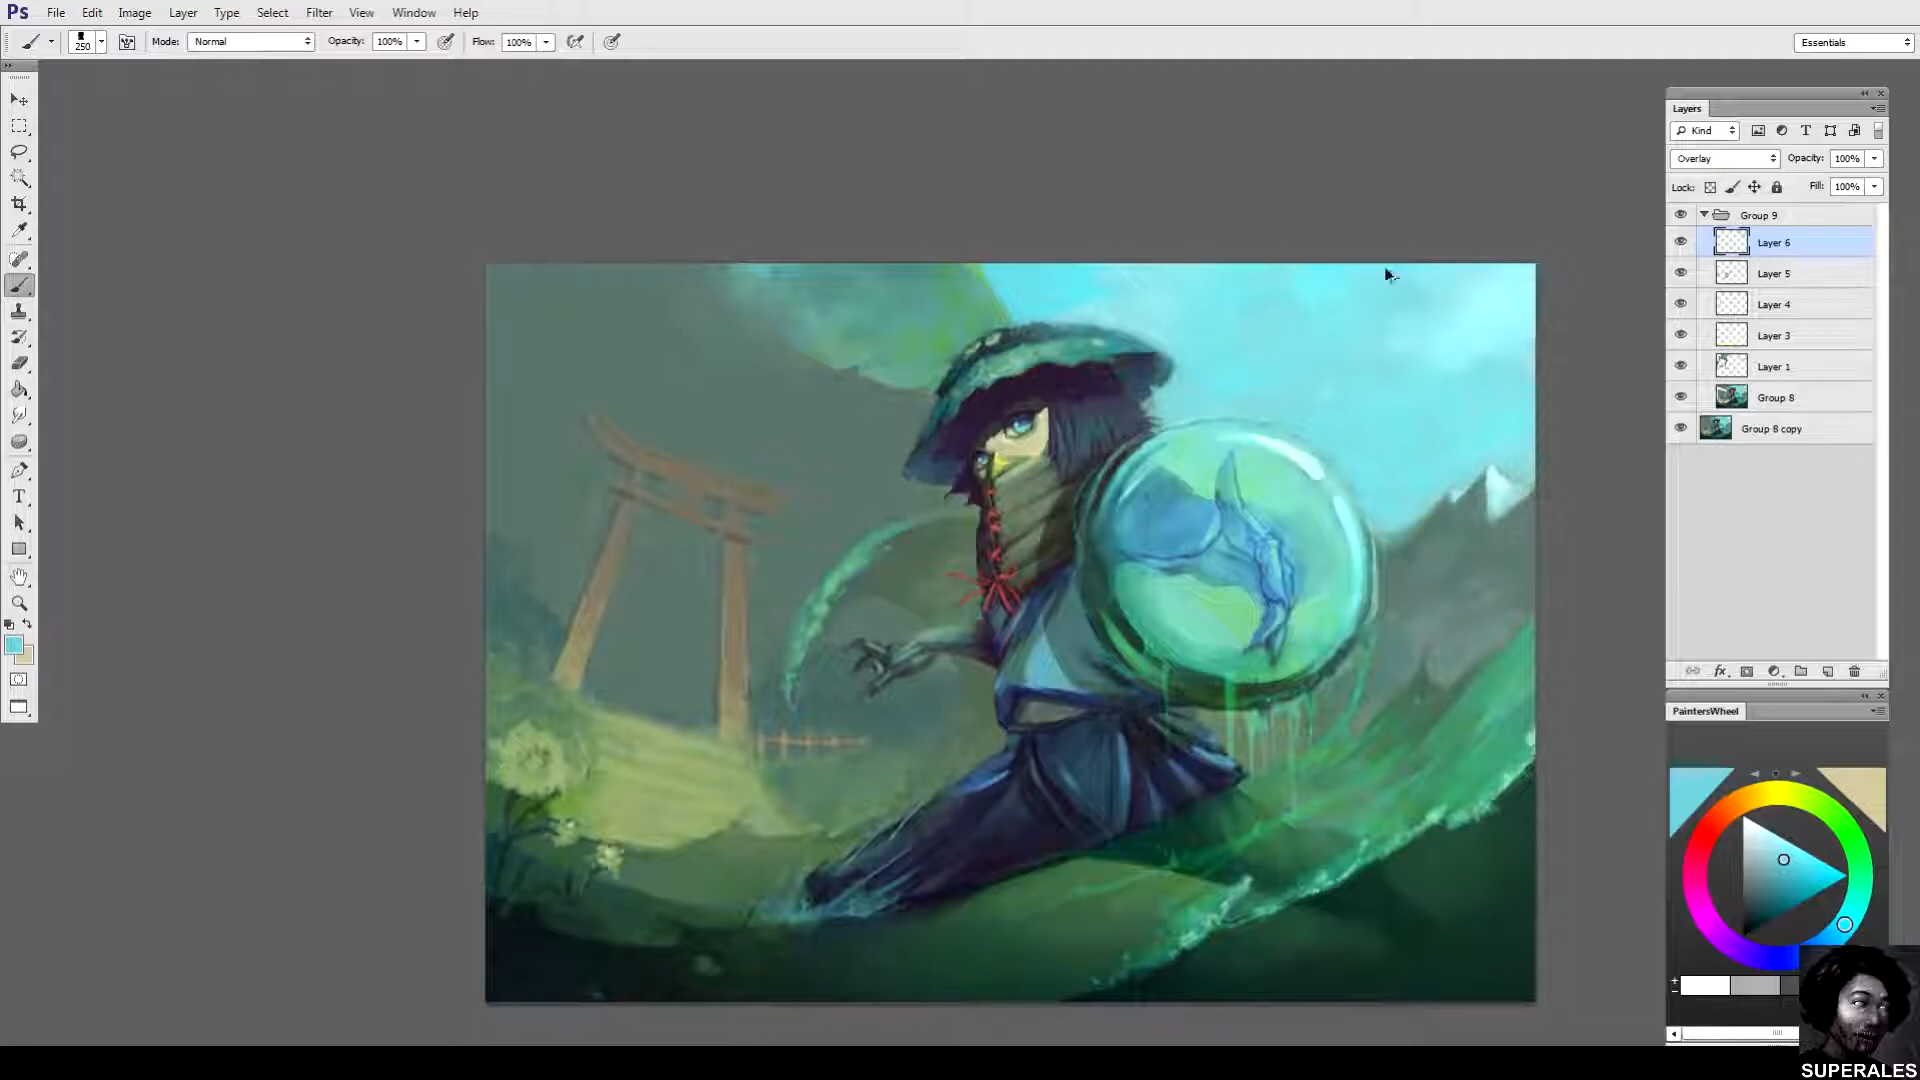 Ps File Edit Image Layer Type Select Filter View Window Help
250 Mode: Normal Opacity: 100% Flow: 100% Essentials
Layers
Kind T
Overlay Opacity: 100%
Lock: Fill: 100%
Group 9
Layer 6
Layer 5
Layer 4
Layer 3
Layer 1
Group 8
Group 8 copy
T
fx
PaintersWheel
SUPERALES